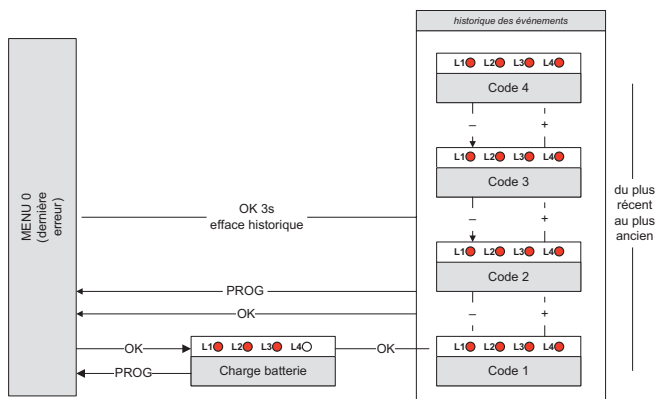 historique des événements
L1 L2 L3 L4
Code 4
– +
L1 L2 L3 L4
Code 3
– +
L1 L2 L3 L4
Code 2
– +
L1 L2 L3 L4
Code 1
du plus
récent
au plus
ancien
MENU 0
(dernière
erreur)
OK 3s
efface historique
PROG
OK
OK
L1 L2 L3 L4
Charge batterie
OK
PROG